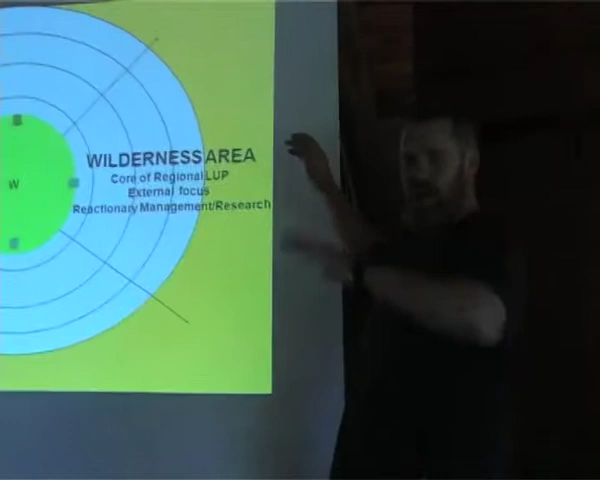 WILDERNESS AREA
Core of Regional LUP
External focus
Reactionary Management/Research
W